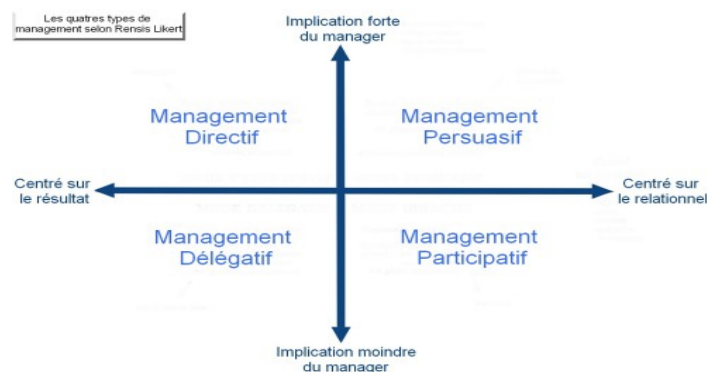 Les quatres types de
management selon Rensis Likert
Implication forte
du manager
Management
Directif
Management
Persuasif
Centré sur
le résultat
Centré sur
le relationnel
Management
Délégatif
Management
Participatif
Implication moindre
du manager